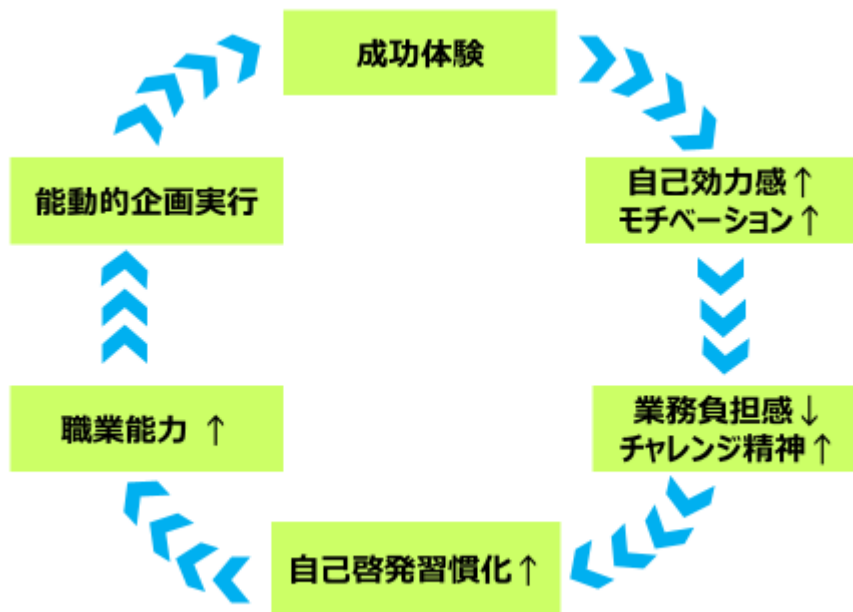 成功体験
自己効力感↑
モチベーション↑
業務負担感↓
チャレンジ精神↑
自己啓発習慣化↑
職業能力 ↑
能動的企画実行